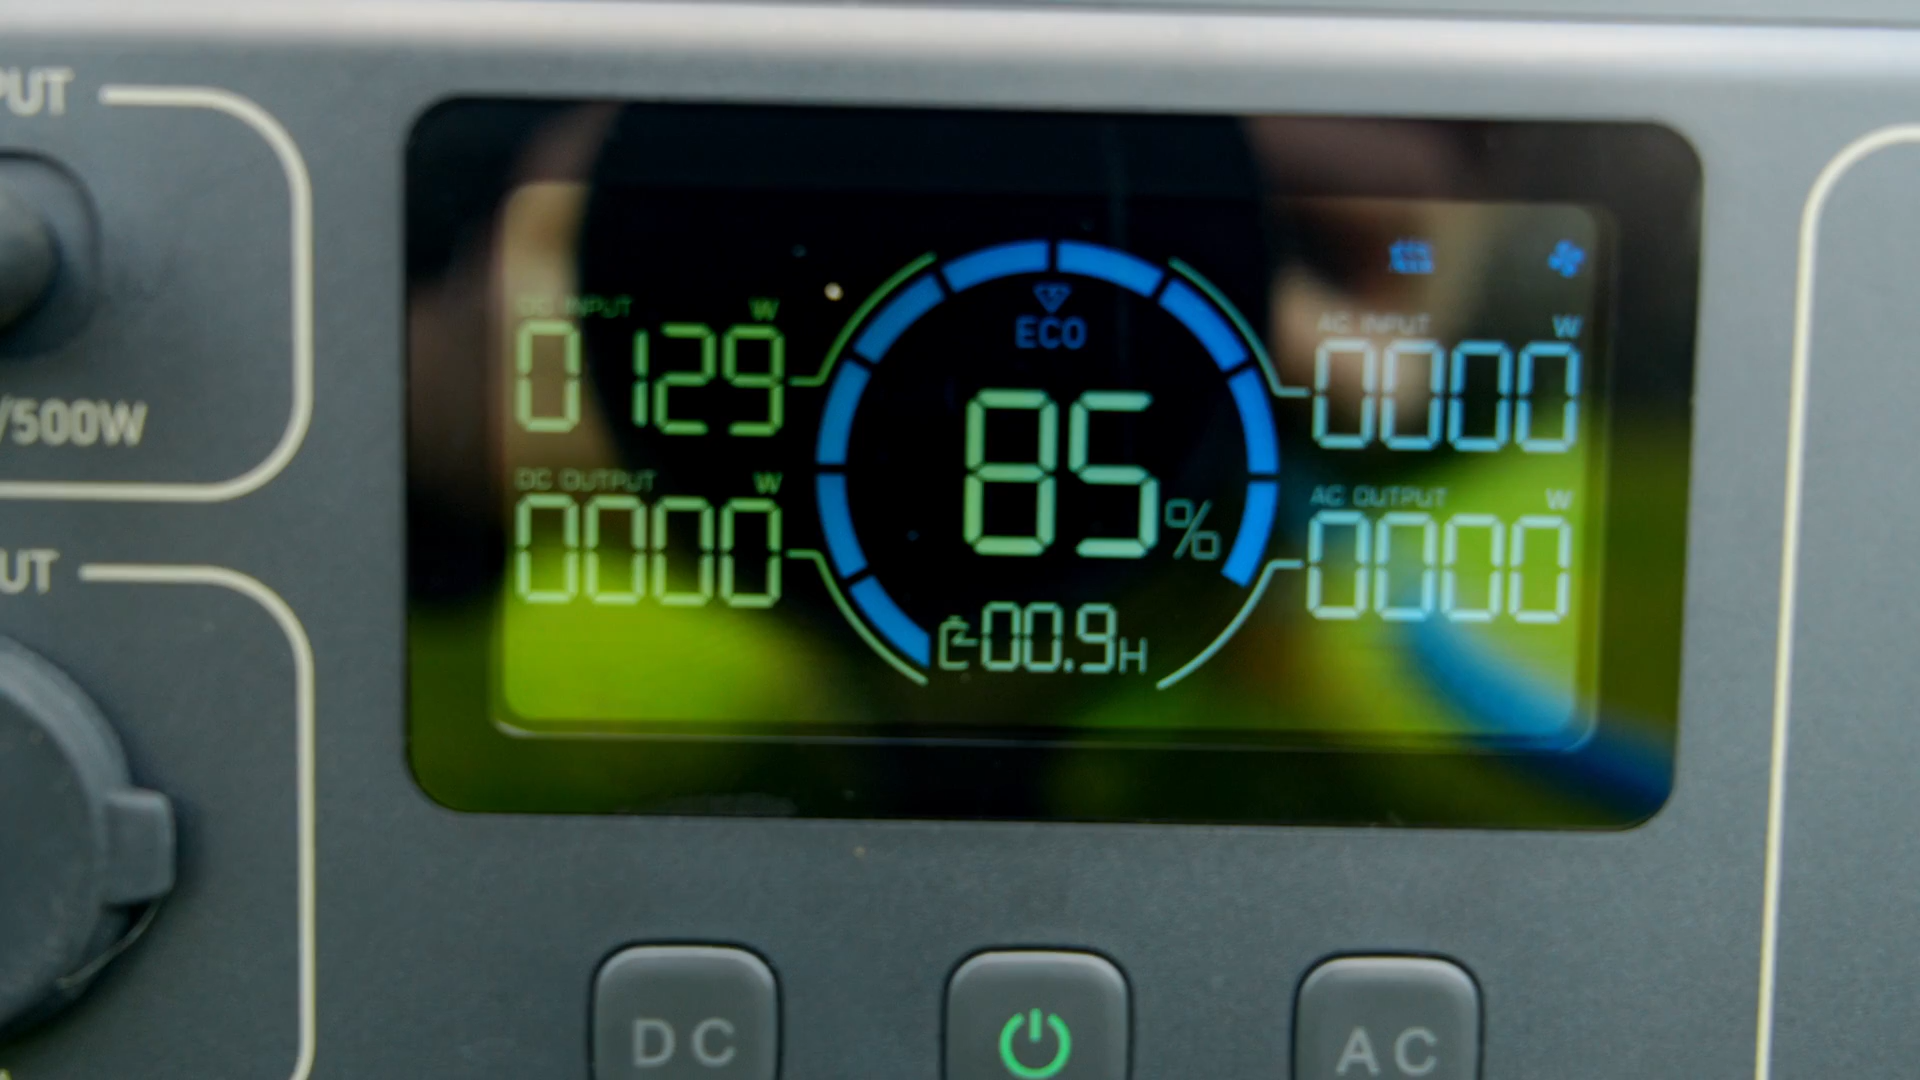 PUT
/500W
UT
DC INPUT W
0129
DC OUTPUT W
0000
ECO
85%
00.9H
AC INPUT W
0000
AC OUTPUT W
0000
DC
AC